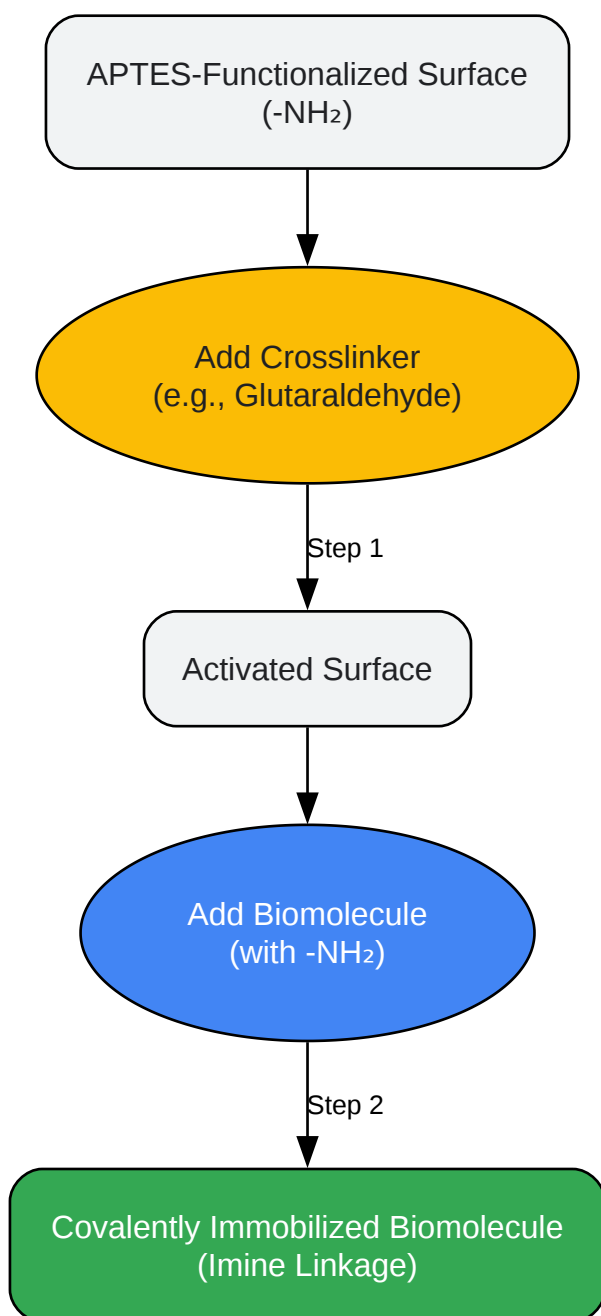 APTES-Functionalized Surface
(-NH₂)
Add Crosslinker
(e.g., Glutaraldehyde)
Step 1
Activated Surface
Add Biomolecule
(with -NH₂)
Step 2
Covalently Immobilized Biomolecule
(Imine Linkage)